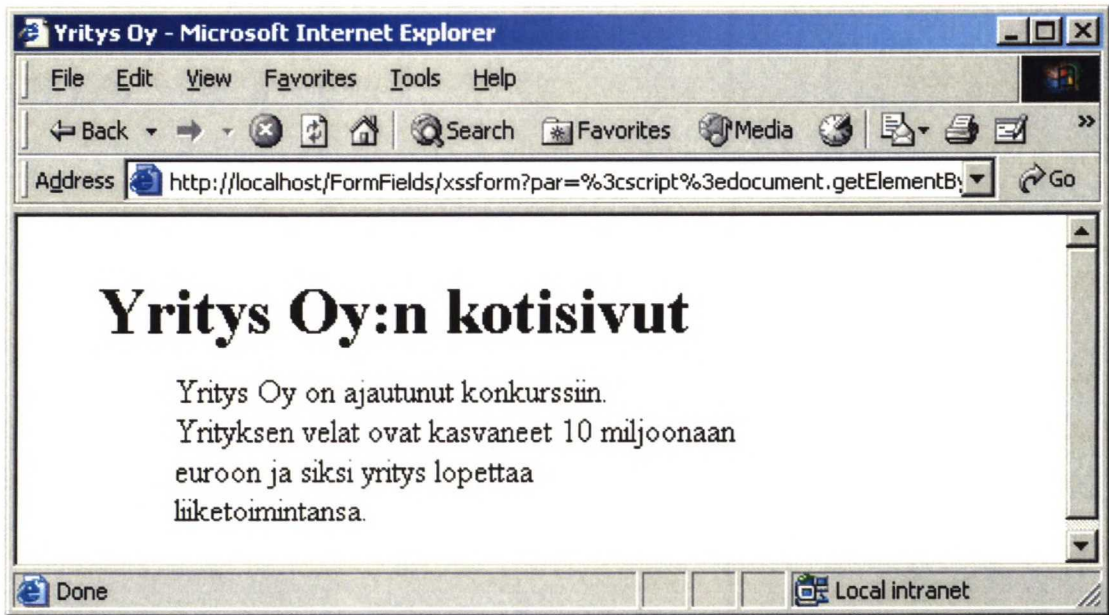 Yritys Oy - Microsoft Internet Explorer
File Edit View Favorites Tools Help
Back Search Favorites Media »
Address http://localhost/FormFields/xssform?par=%3cscript%3edocument.getElementBy Go
Yritys Oy:n kotisivut
Yritys Oy on ajautunut konkurssiin.
Yrityksen velat ovat kasvaneet 10 miljoonaan
euroon ja siksi yritys lopettaa
liiketoimintansa.
Done Local intranet